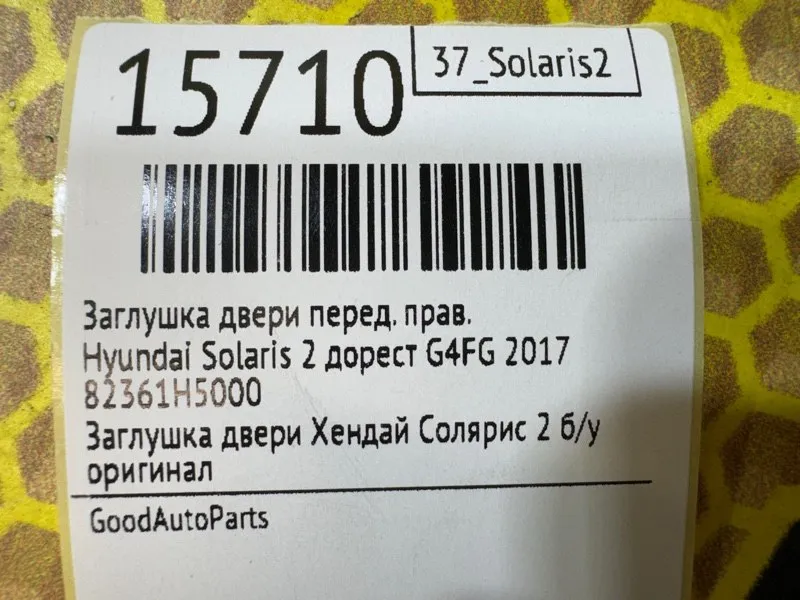 15710
37_Solaris2
Заглушка двери перед. прав.
Hyundai Solaris 2 дорест G4FG 2017
82361H5000
Заглушка двери Хендай Солярис 2 б/у
оригинал
GoodAutoParts